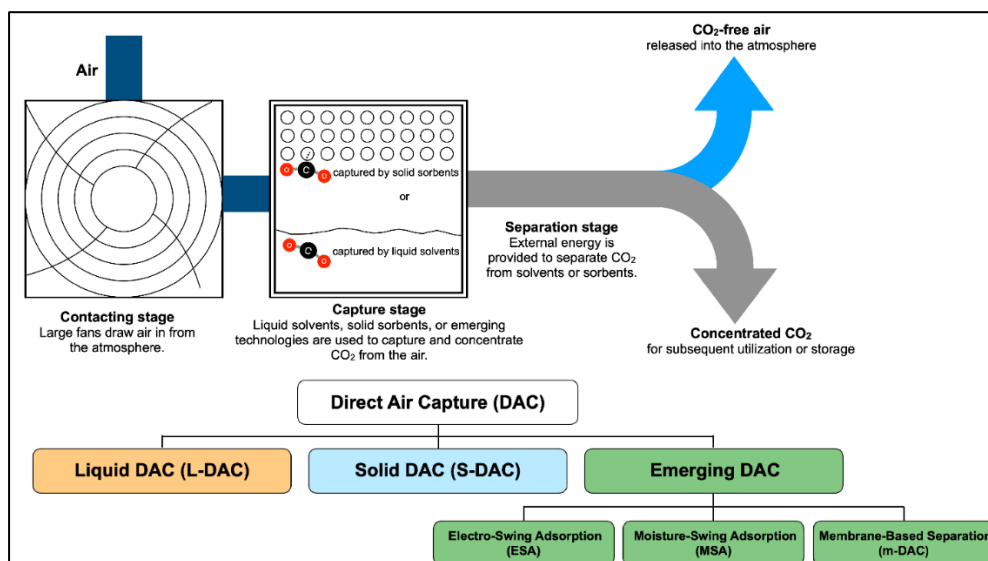 CO₂-free air
released into the atmosphere
Air
O C O captured by solid sorbents
or
O C O captured by liquid solvents
Separation stage
External energy is
provided to separate CO₂
from solvents or sorbents.
Contacting stage
Large fans draw air in from
the atmosphere.
Capture stage
Liquid solvents, solid sorbents, or emerging
technologies are used to capture and concentrate
CO₂ from the air.
Concentrated CO₂
for subsequent utilization or storage
Direct Air Capture (DAC)
Liquid DAC (L-DAC)
Solid DAC (S-DAC)
Emerging DAC
Electro-Swing Adsorption
(ESA)
Moisture-Swing Adsorption
(MSA)
Membrane-Based Separation
(m-DAC)